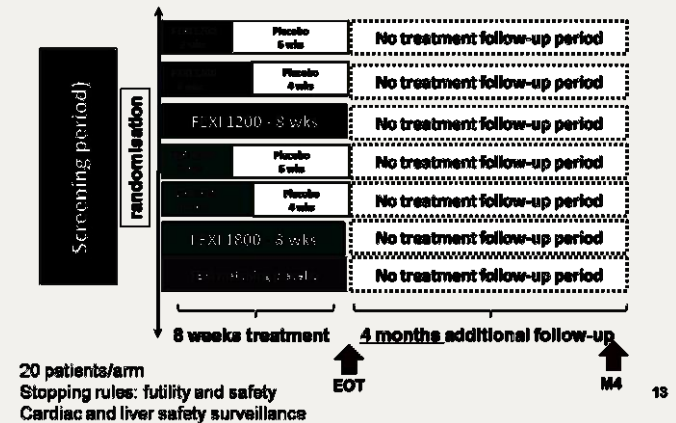 Screening period)
randomisation
Placebo
5 wks
No treatment follow-up period
Placebo
4 wks
No treatment follow-up period
FEXI 1200 - 8 wks
No treatment follow-up period
Placebo
5 wks
No treatment follow-up period
Placebo
4 wks
No treatment follow-up period
FEXI 1800 - 8 wks
No treatment follow-up period
No treatment follow-up period
8 weeks treatment
4 months additional follow-up
EOT
M4
20 patients/arm
Stopping rules: futility and safety
Cardiac and liver safety surveillance
13